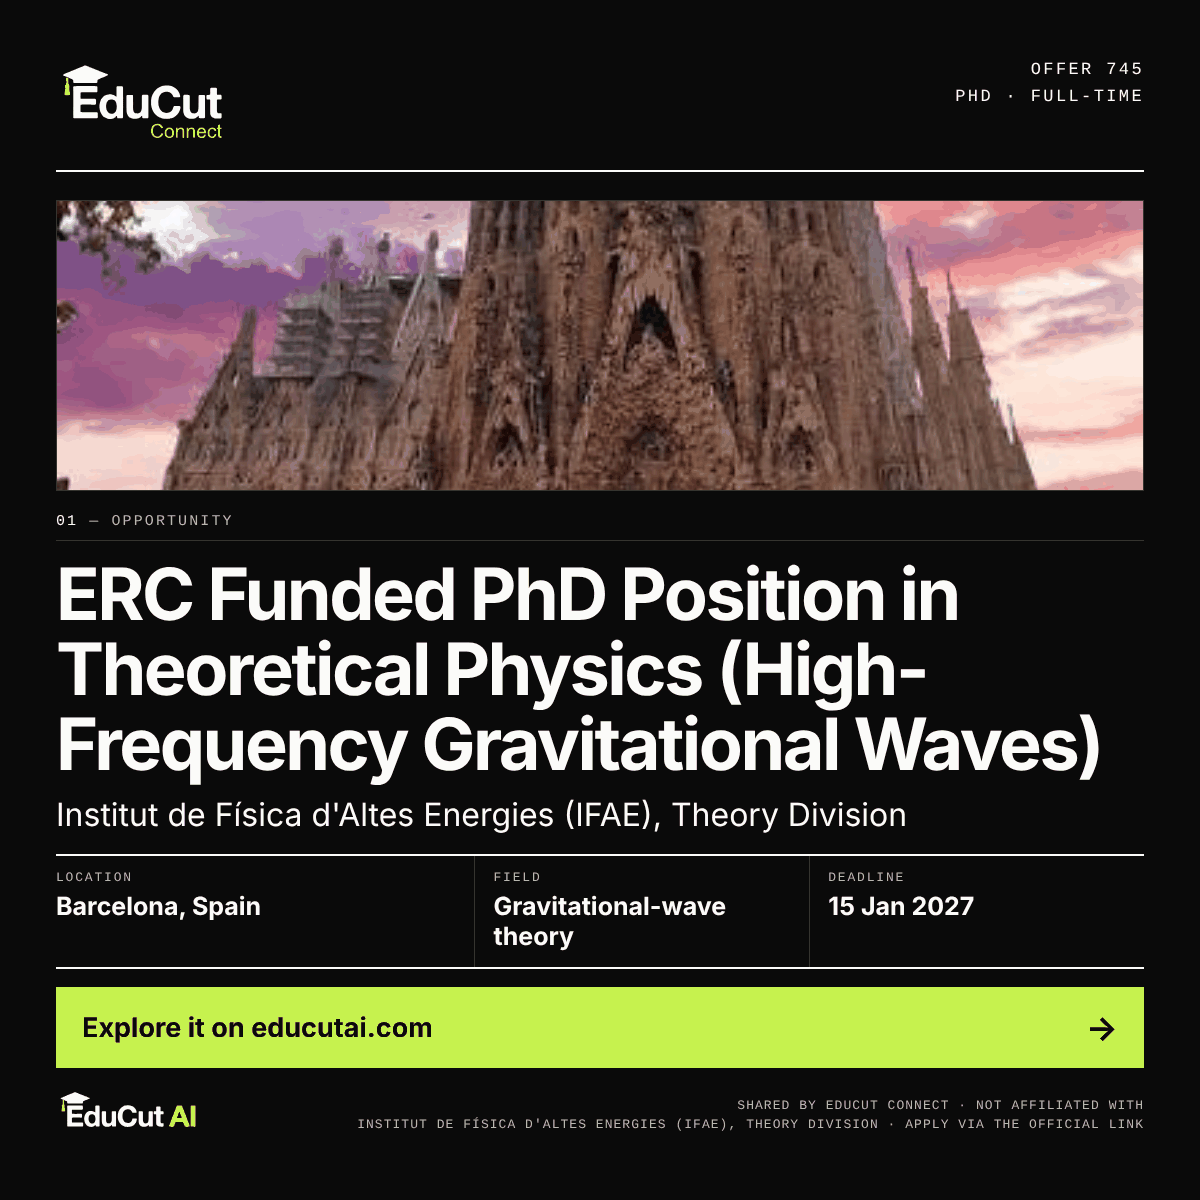 EduCut
Connect
OFFER 745
PHD · FULL-TIME
01 — OPPORTUNITY
ERC Funded PhD Position in
Theoretical Physics (High-
Frequency Gravitational Waves)
Institut de Física d'Altes Energies (IFAE), Theory Division
LOCATION
Barcelona, Spain
FIELD
Gravitational-wave
theory
DEADLINE
15 Jan 2027
Explore it on educutai.com
EduCut AI
SHARED BY EDUCUT CONNECT · NOT AFFILIATED WITH
INSTITUT DE FÍSICA D'ALTES ENERGIES (IFAE), THEORY DIVISION · APPLY VIA THE OFFICIAL LINK